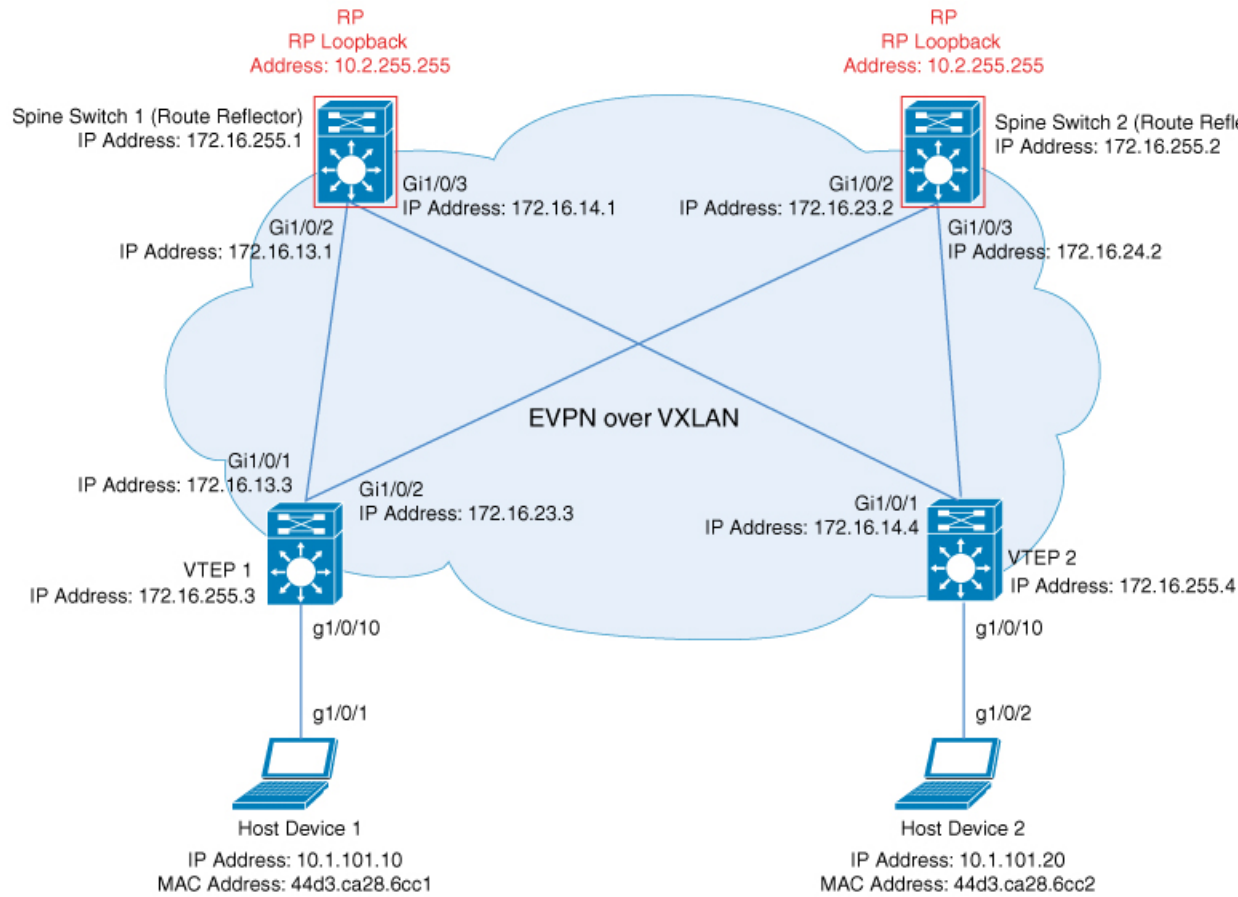 RP
RP Loopback
Address: 10.2.255.255
RP
RP Loopback
Address: 10.2.255.255
Spine Switch 1 (Route Reflector)
IP Address: 172.16.255.1
Spine Switch 2 (Route Refle
IP Address: 172.16.255.2
Gi1/0/3
IP Address: 172.16.14.1
Gi1/0/2
IP Address: 172.16.23.2
Gi1/0/2
IP Address: 172.16.13.1
Gi1/0/3
IP Address: 172.16.24.2
EVPN over VXLAN
Gi1/0/1
IP Address: 172.16.13.3
Gi1/0/2
IP Address: 172.16.23.3
Gi1/0/1
IP Address: 172.16.14.4
VTEP 1
IP Address: 172.16.255.3
VTEP 2
IP Address: 172.16.255.4
g1/0/10
g1/0/10
g1/0/1
g1/0/2
Host Device 1
IP Address: 10.1.101.10
MAC Address: 44d3.ca28.6cc1
Host Device 2
IP Address: 10.1.101.20
MAC Address: 44d3.ca28.6cc2